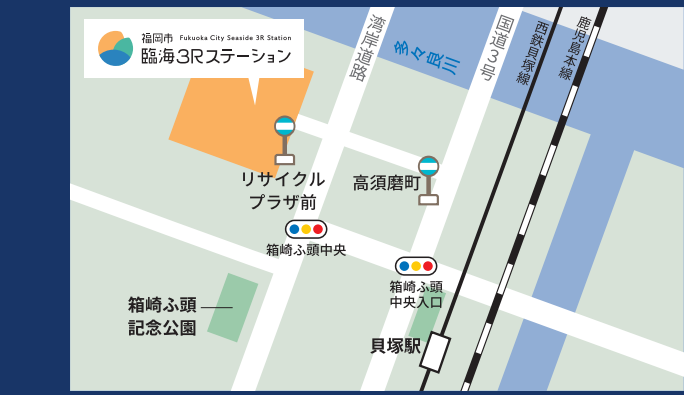 福岡市 Fukuoka City Seaside 3R Station
臨海3Rステーション
湾岸道路
多々良川
国道3号
西鉄貝塚線
鹿児島本線
リサイクル
プラザ前
高須磨町
箱崎ふ頭中央
箱崎ふ頭
中央入口
箱崎ふ頭
記念公園
貝塚駅